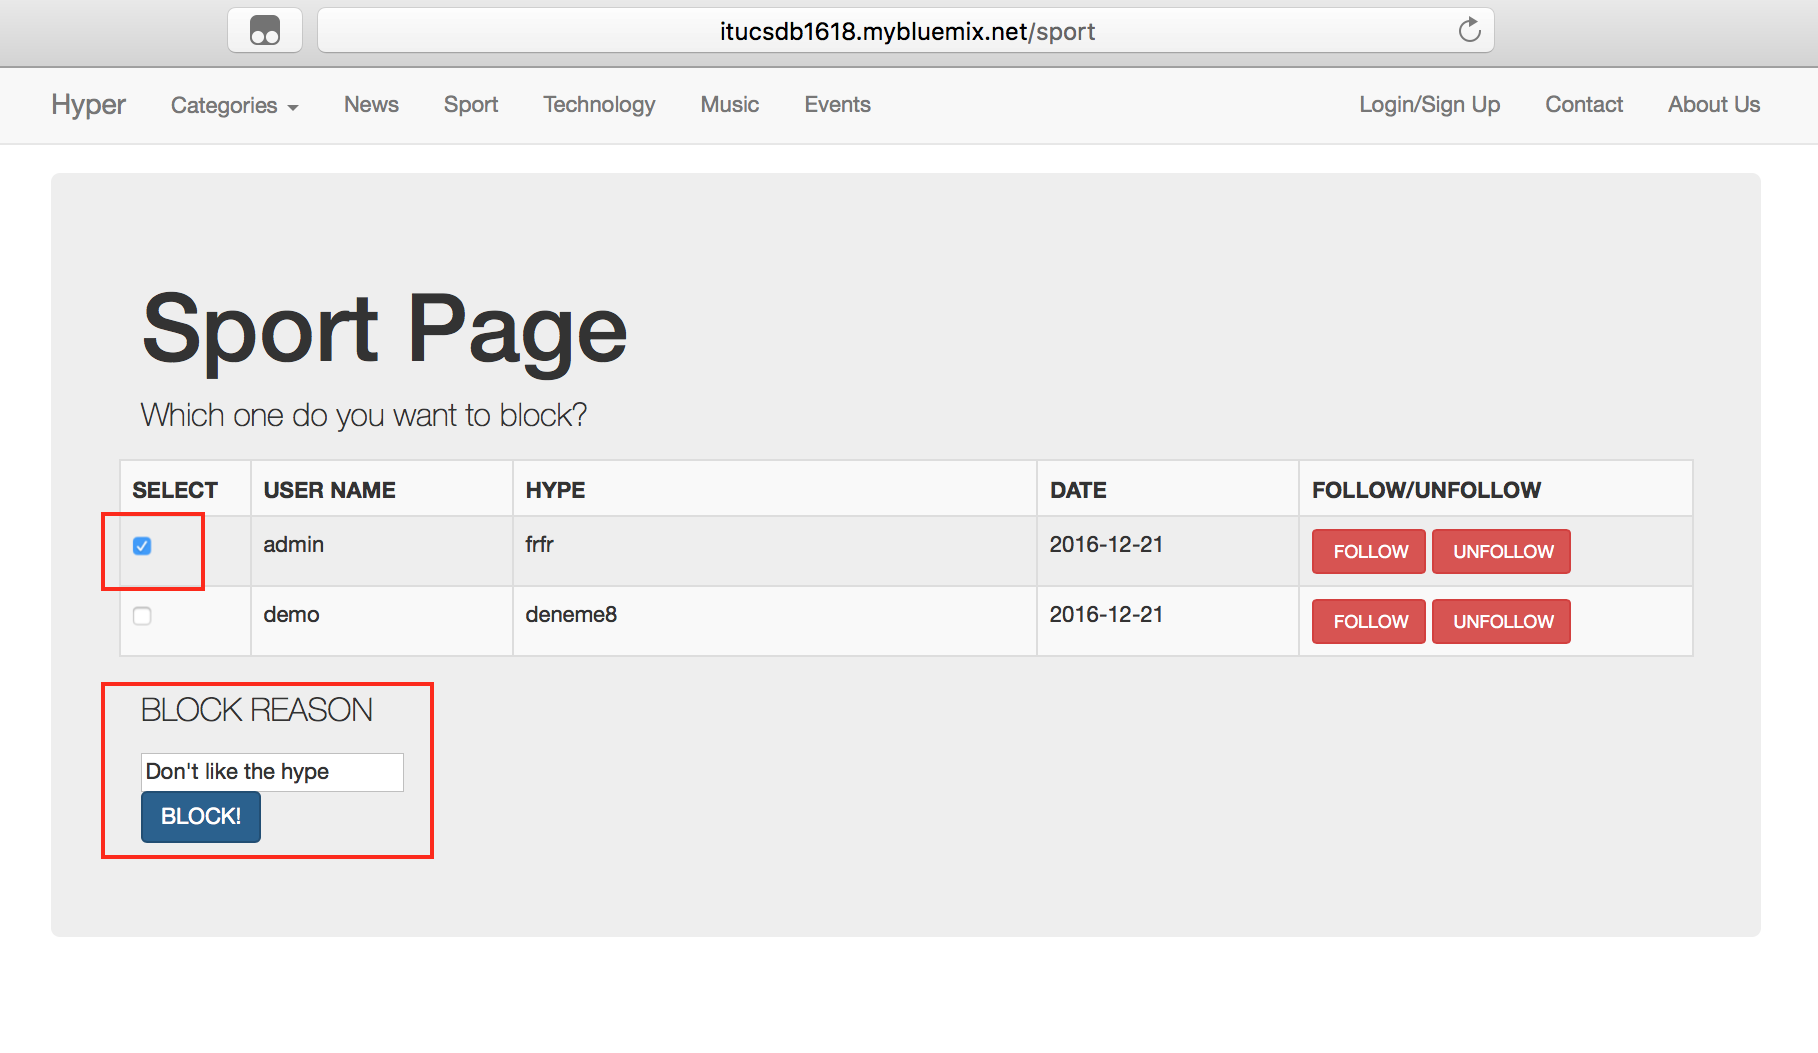 itucsdb1618.mybluemix.net/sport
Hyper Categories News Sport Technology Music Events Login/Sign Up Contact About Us
Sport Page
Which one do you want to block?
SELECT USER NAME HYPE DATE FOLLOW/UNFOLLOW
admin frfr 2016-12-21 FOLLOW UNFOLLOW
demo deneme8 2016-12-21 FOLLOW UNFOLLOW
BLOCK REASON
Don't like the hype
BLOCK!